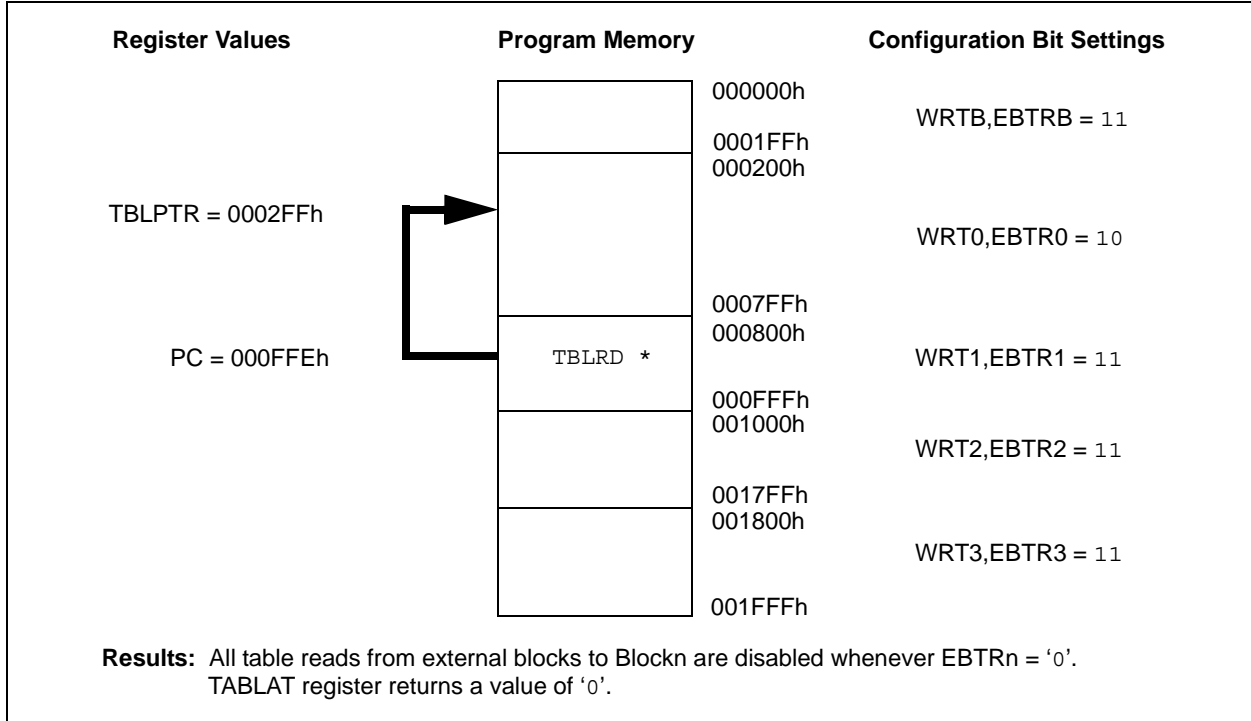 Register Values Program Memory Configuration Bit Settings
000000h
WRTB,EBTRB = 11
0001FFh
000200h
TBLPTR = 0002FFh
WRT0,EBTR0 = 10
0007FFh
000800h
PC = 000FFEh TBLRD * WRT1,EBTR1 = 11
000FFFh
001000h
WRT2,EBTR2 = 11
0017FFh
001800h
WRT3,EBTR3 = 11
001FFFh
Results: All table reads from external blocks to Blockn are disabled whenever EBTRn = ‘0’.
TABLAT register returns a value of ‘0’.